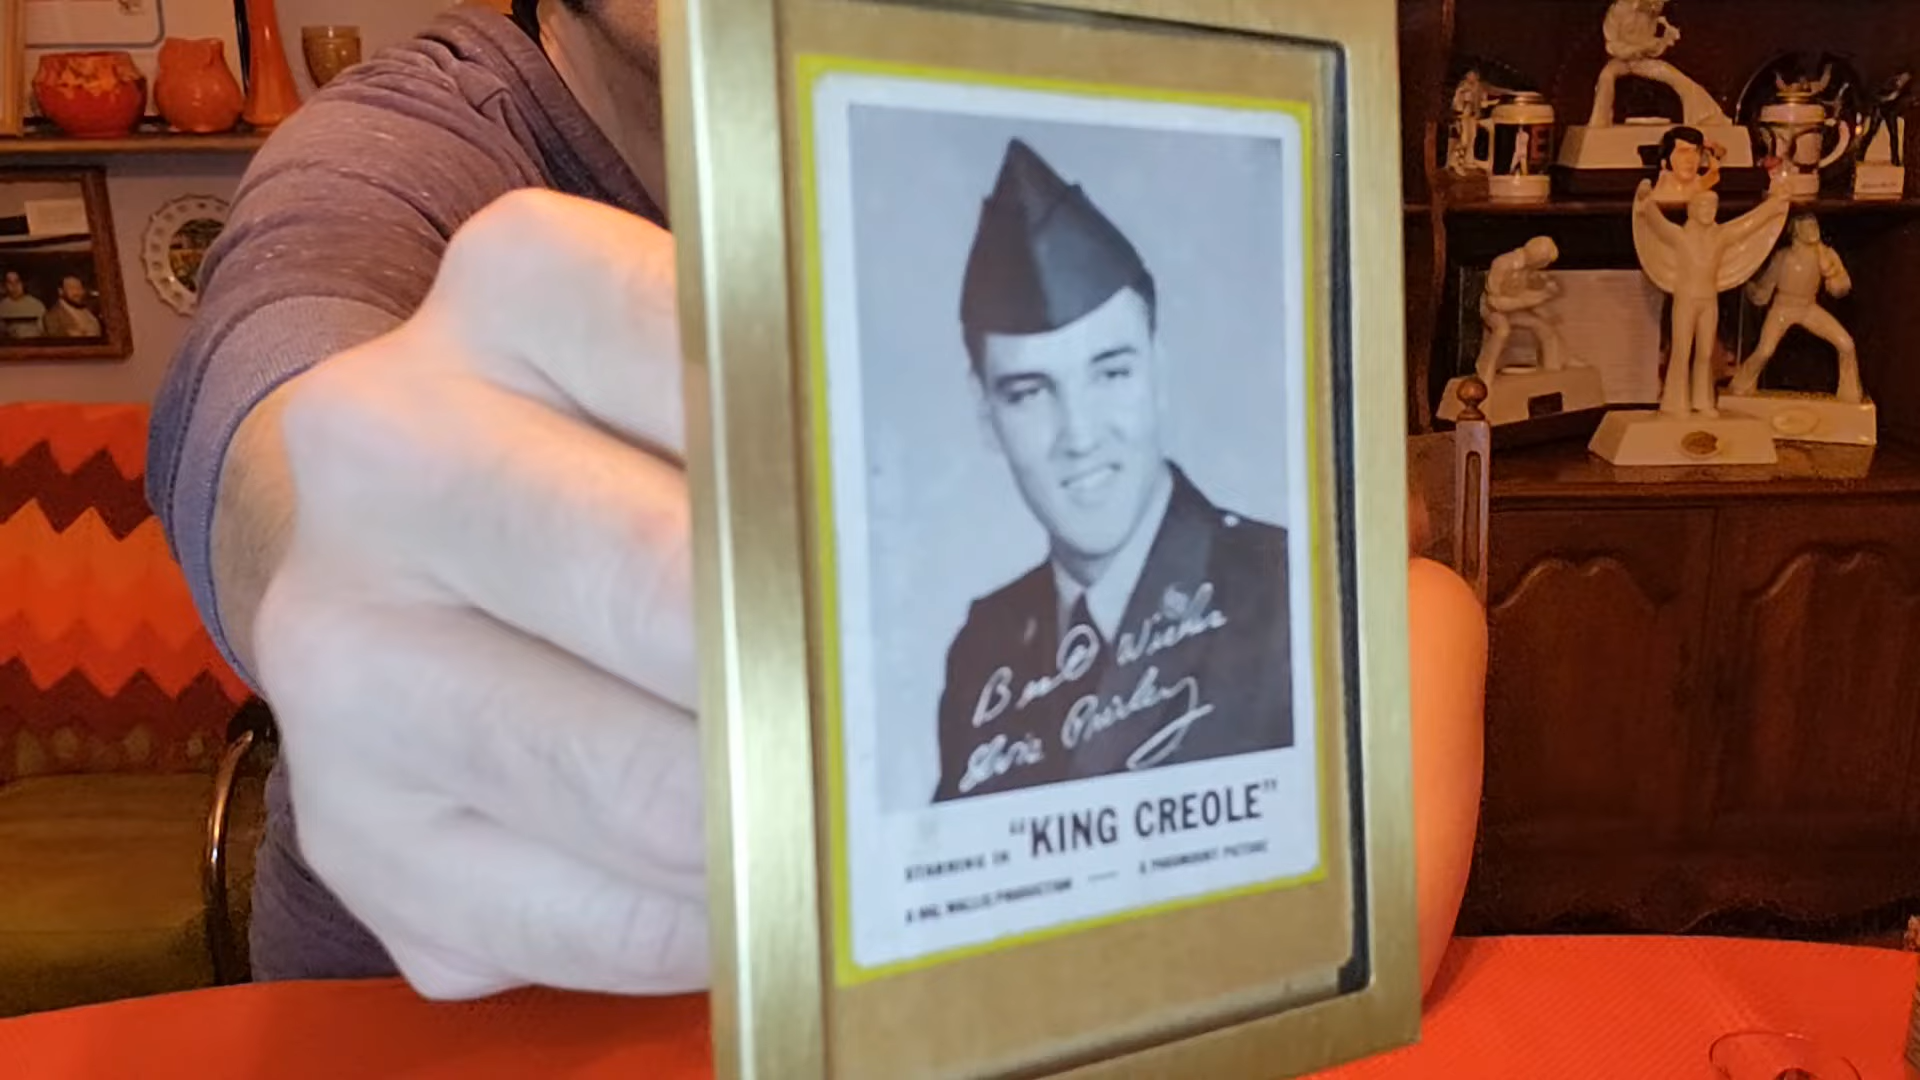 Best Wishes
Elvis Presley
STARRING IN "KING CREOLE"
A HAL WALLIS PRODUCTION — A PARAMOUNT PICTURE